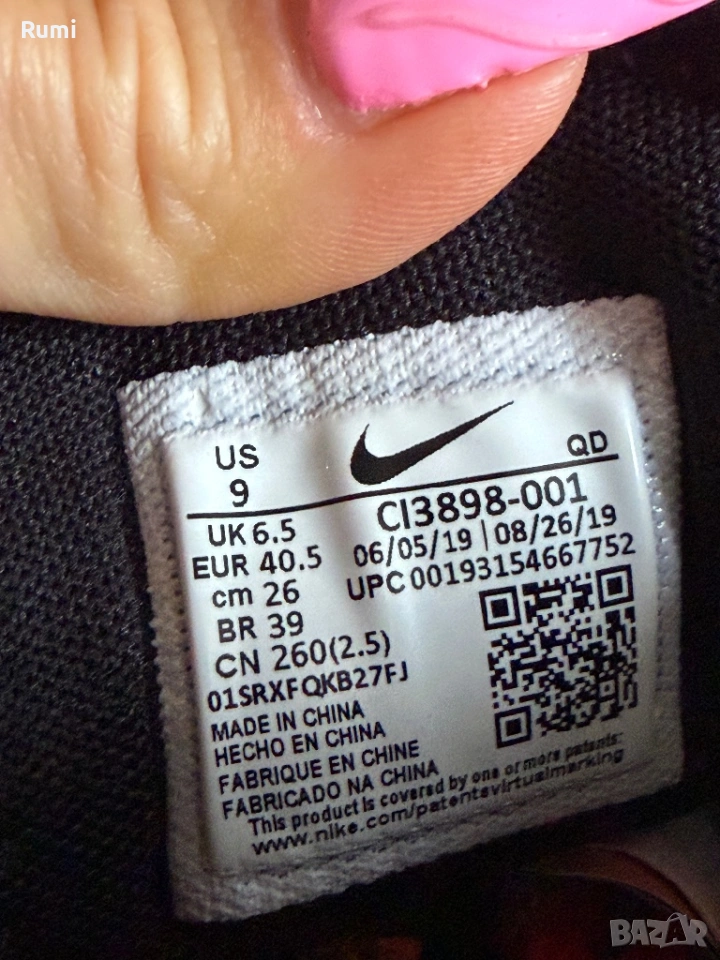 Rumi
US
9
QD
CI3898-001
UK 6.5
06/05/19 | 08/26/19
EUR 40.5
UPC 00193154667752
cm 26
BR 39
CN 260(2.5)
01SRXFQKB27FJ
MADE IN CHINA
HECHO EN CHINA
FABRIQUE EN CHINE
FABRICADO NA CHINA
This product is covered by one or more patents:
www.nike.com/patentsvirtualmarking
BAZAR